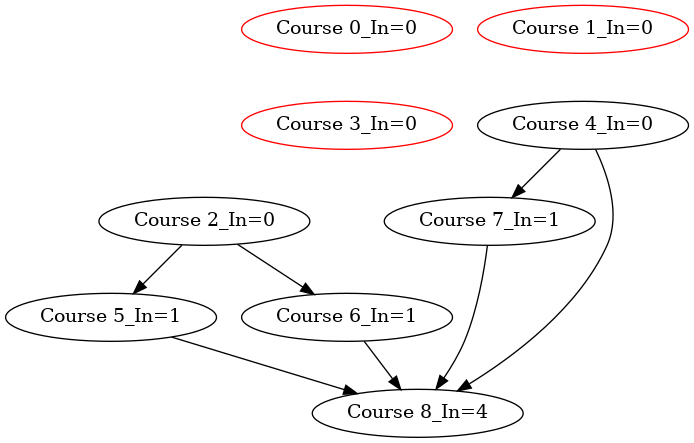 Course 0_In=0
Course 1_In=0
Course 3_In=0
Course 4_In=0
Course 2_In=0
Course 7_In=1
Course 5_In=1
Course 6_In=1
Course 8_In=4